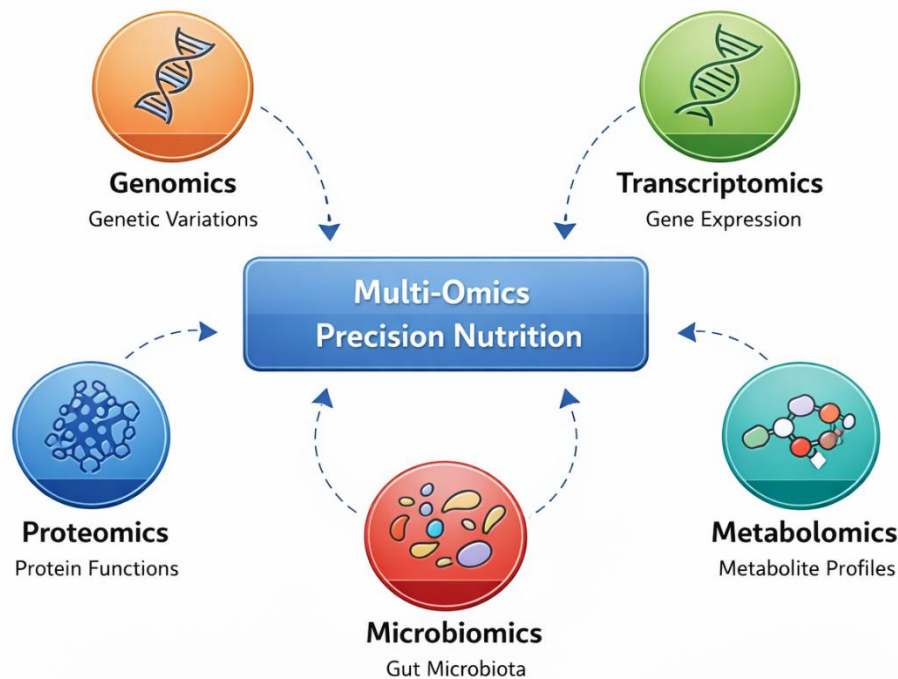 Genomics
Genetic Variations
Transcriptomics
Gene Expression
Multi-Omics
Precision Nutrition
Proteomics
Protein Functions
Metabolomics
Metabolite Profiles
Microbiomics
Gut Microbiota